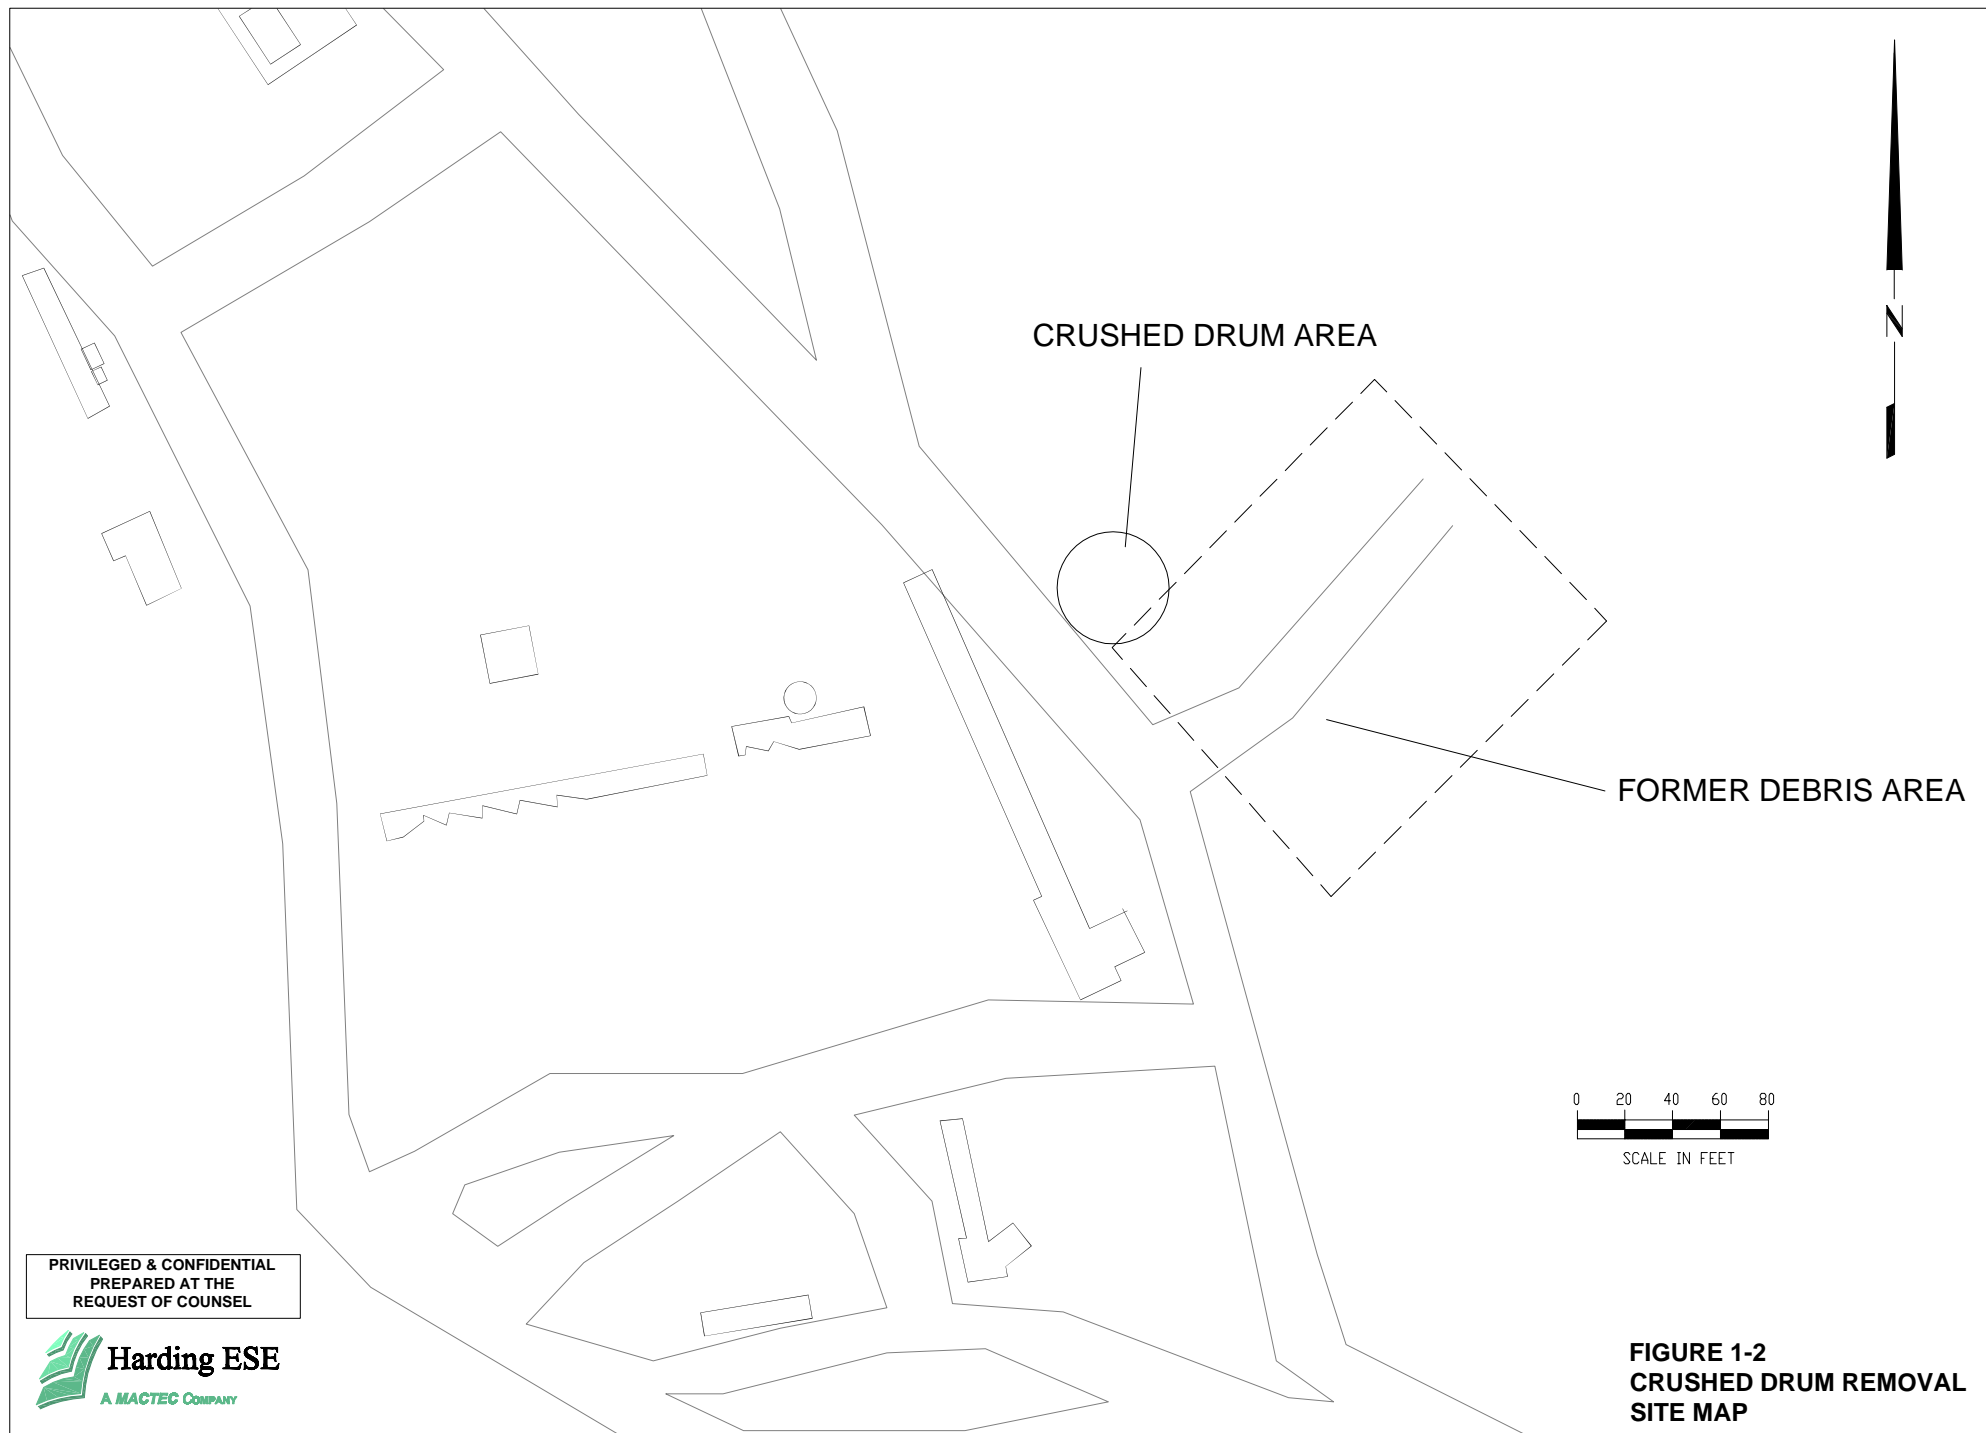 CRUSHED DRUM AREA
N
FORMER DEBRIS AREA
0 20 40 60 80
SCALE IN FEET
PRIVILEGED & CONFIDENTIAL
PREPARED AT THE
REQUEST OF COUNSEL
Harding ESE
A MACTEC COMPANY
FIGURE 1-2
CRUSHED DRUM REMOVAL
SITE MAP